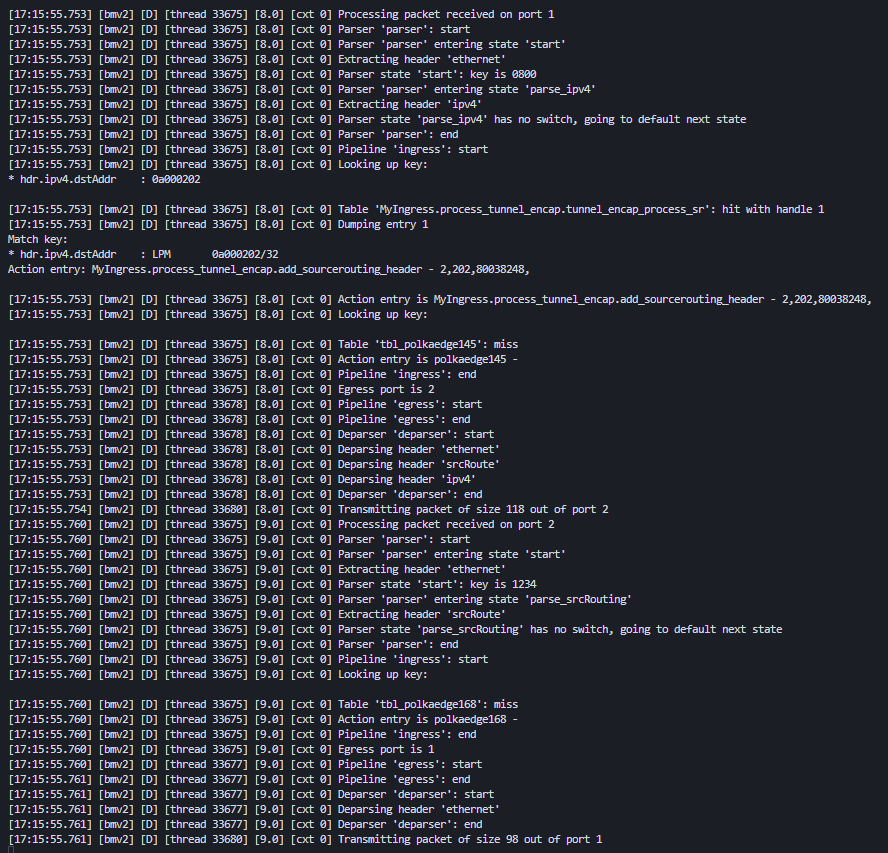 [17:15:55.753] [bmv2] [D] [thread 33675] [8.0] [cxt 0] Processing packet received on port 1
[17:15:55.753] [bmv2] [D] [thread 33675] [8.0] [cxt 0] Parser 'parser': start
[17:15:55.753] [bmv2] [D] [thread 33675] [8.0] [cxt 0] Parser 'parser' entering state 'start'
[17:15:55.753] [bmv2] [D] [thread 33675] [8.0] [cxt 0] Extracting header 'ethernet'
[17:15:55.753] [bmv2] [D] [thread 33675] [8.0] [cxt 0] Parser state 'start': key is 0800
[17:15:55.753] [bmv2] [D] [thread 33675] [8.0] [cxt 0] Parser 'parser' entering state 'parse_ipv4'
[17:15:55.753] [bmv2] [D] [thread 33675] [8.0] [cxt 0] Extracting header 'ipv4'
[17:15:55.753] [bmv2] [D] [thread 33675] [8.0] [cxt 0] Parser state 'parse_ipv4' has no switch, going to default next state
[17:15:55.753] [bmv2] [D] [thread 33675] [8.0] [cxt 0] Parser 'parser': end
[17:15:55.753] [bmv2] [D] [thread 33675] [8.0] [cxt 0] Pipeline 'ingress': start
[17:15:55.753] [bmv2] [D] [thread 33675] [8.0] [cxt 0] Looking up key:
* hdr.ipv4.dstAddr    : 0a000202
[17:15:55.753] [bmv2] [D] [thread 33675] [8.0] [cxt 0] Table 'MyIngress.process_tunnel_encap.tunnel_encap_process_sr': hit with handle 1
[17:15:55.753] [bmv2] [D] [thread 33675] [8.0] [cxt 0] Dumping entry 1
Match key:
* hdr.ipv4.dstAddr    : LPM       0a000202/32
Action entry: MyIngress.process_tunnel_encap.add_sourcerouting_header - 2,202,80038248,
[17:15:55.753] [bmv2] [D] [thread 33675] [8.0] [cxt 0] Action entry is MyIngress.process_tunnel_encap.add_sourcerouting_header - 2,202,80038248,
[17:15:55.753] [bmv2] [D] [thread 33675] [8.0] [cxt 0] Looking up key:
[17:15:55.753] [bmv2] [D] [thread 33675] [8.0] [cxt 0] Table 'tbl_polkaedge145': miss
[17:15:55.753] [bmv2] [D] [thread 33675] [8.0] [cxt 0] Action entry is polkaedge145 -
[17:15:55.753] [bmv2] [D] [thread 33675] [8.0] [cxt 0] Pipeline 'ingress': end
[17:15:55.753] [bmv2] [D] [thread 33675] [8.0] [cxt 0] Egress port is 2
[17:15:55.753] [bmv2] [D] [thread 33678] [8.0] [cxt 0] Pipeline 'egress': start
[17:15:55.753] [bmv2] [D] [thread 33678] [8.0] [cxt 0] Pipeline 'egress': end
[17:15:55.753] [bmv2] [D] [thread 33678] [8.0] [cxt 0] Deparser 'deparser': start
[17:15:55.753] [bmv2] [D] [thread 33678] [8.0] [cxt 0] Deparsing header 'ethernet'
[17:15:55.753] [bmv2] [D] [thread 33678] [8.0] [cxt 0] Deparsing header 'srcRoute'
[17:15:55.753] [bmv2] [D] [thread 33678] [8.0] [cxt 0] Deparsing header 'ipv4'
[17:15:55.753] [bmv2] [D] [thread 33678] [8.0] [cxt 0] Deparser 'deparser': end
[17:15:55.754] [bmv2] [D] [thread 33680] [8.0] [cxt 0] Transmitting packet of size 118 out of port 2
[17:15:55.760] [bmv2] [D] [thread 33675] [9.0] [cxt 0] Processing packet received on port 2
[17:15:55.760] [bmv2] [D] [thread 33675] [9.0] [cxt 0] Parser 'parser': start
[17:15:55.760] [bmv2] [D] [thread 33675] [9.0] [cxt 0] Parser 'parser' entering state 'start'
[17:15:55.760] [bmv2] [D] [thread 33675] [9.0] [cxt 0] Extracting header 'ethernet'
[17:15:55.760] [bmv2] [D] [thread 33675] [9.0] [cxt 0] Parser state 'start': key is 1234
[17:15:55.760] [bmv2] [D] [thread 33675] [9.0] [cxt 0] Parser 'parser' entering state 'parse_srcRouting'
[17:15:55.760] [bmv2] [D] [thread 33675] [9.0] [cxt 0] Extracting header 'srcRoute'
[17:15:55.760] [bmv2] [D] [thread 33675] [9.0] [cxt 0] Parser state 'parse_srcRouting' has no switch, going to default next state
[17:15:55.760] [bmv2] [D] [thread 33675] [9.0] [cxt 0] Parser 'parser': end
[17:15:55.760] [bmv2] [D] [thread 33675] [9.0] [cxt 0] Pipeline 'ingress': start
[17:15:55.760] [bmv2] [D] [thread 33675] [9.0] [cxt 0] Looking up key:
[17:15:55.760] [bmv2] [D] [thread 33675] [9.0] [cxt 0] Table 'tbl_polkaedge168': miss
[17:15:55.760] [bmv2] [D] [thread 33675] [9.0] [cxt 0] Action entry is polkaedge168 -
[17:15:55.760] [bmv2] [D] [thread 33675] [9.0] [cxt 0] Pipeline 'ingress': end
[17:15:55.760] [bmv2] [D] [thread 33675] [9.0] [cxt 0] Egress port is 1
[17:15:55.760] [bmv2] [D] [thread 33677] [9.0] [cxt 0] Pipeline 'egress': start
[17:15:55.761] [bmv2] [D] [thread 33677] [9.0] [cxt 0] Pipeline 'egress': end
[17:15:55.761] [bmv2] [D] [thread 33677] [9.0] [cxt 0] Deparser 'deparser': start
[17:15:55.761] [bmv2] [D] [thread 33677] [9.0] [cxt 0] Deparsing header 'ethernet'
[17:15:55.761] [bmv2] [D] [thread 33677] [9.0] [cxt 0] Deparser 'deparser': end
[17:15:55.761] [bmv2] [D] [thread 33680] [9.0] [cxt 0] Transmitting packet of size 98 out of port 1